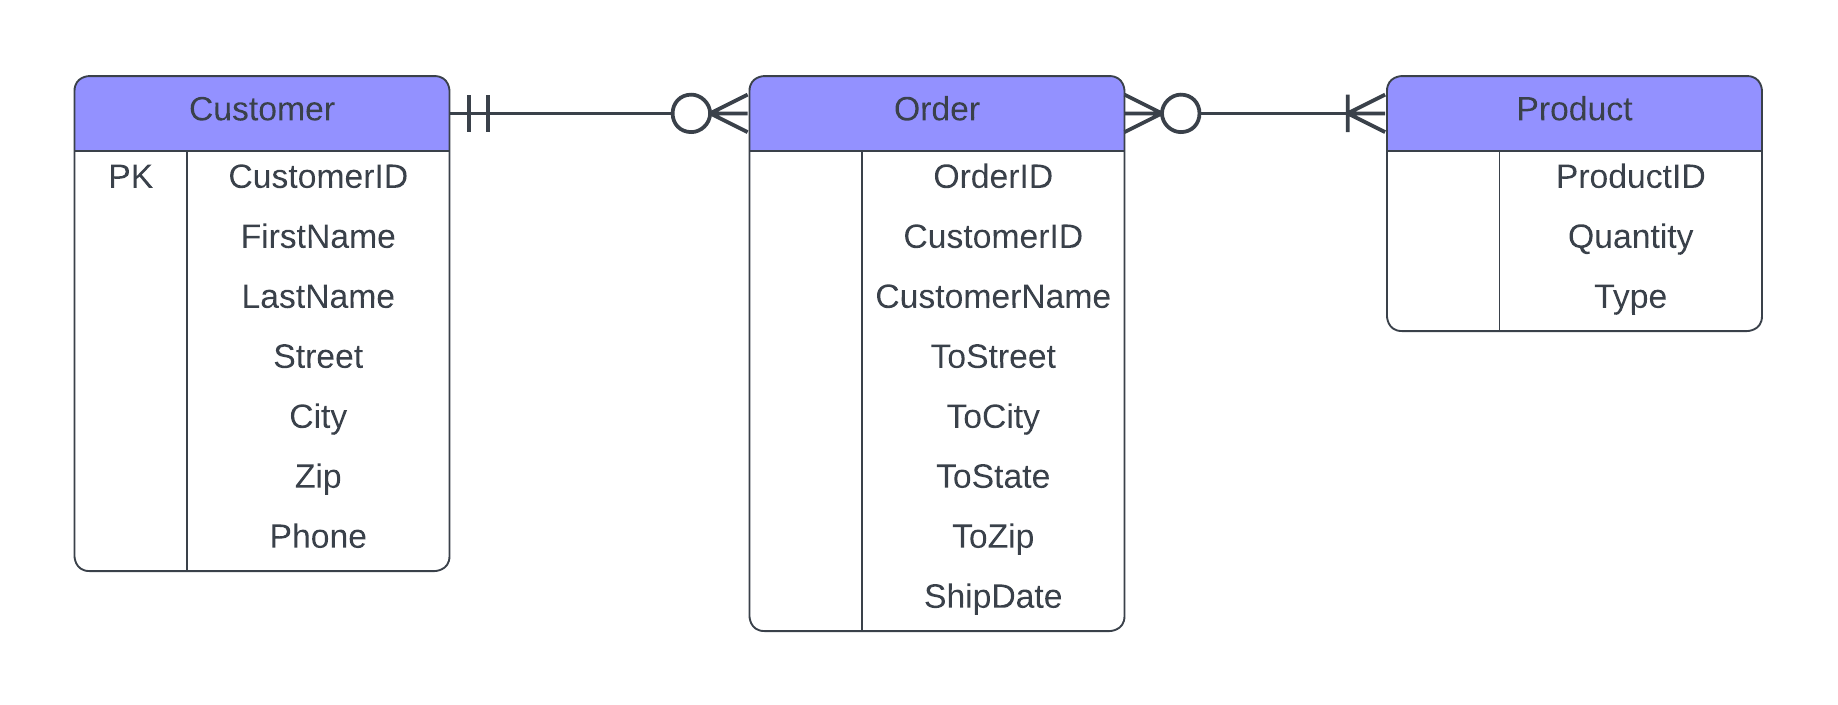 Customer
PK CustomerID
FirstName
LastName
Street
City
Zip
Phone
Order
OrderID
CustomerID
CustomerName
ToStreet
ToCity
ToState
ToZip
ShipDate
Product
ProductID
Quantity
Type